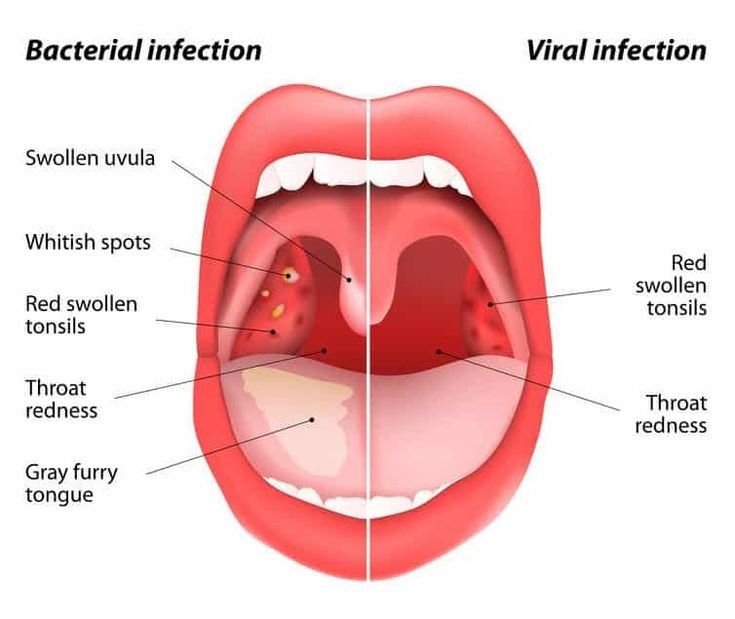 Bacterial infection
Viral infection
Swollen uvula
Whitish spots
Red swollen
tonsils
Throat
redness
Gray furry
tongue
Red
swollen
tonsils
Throat
redness